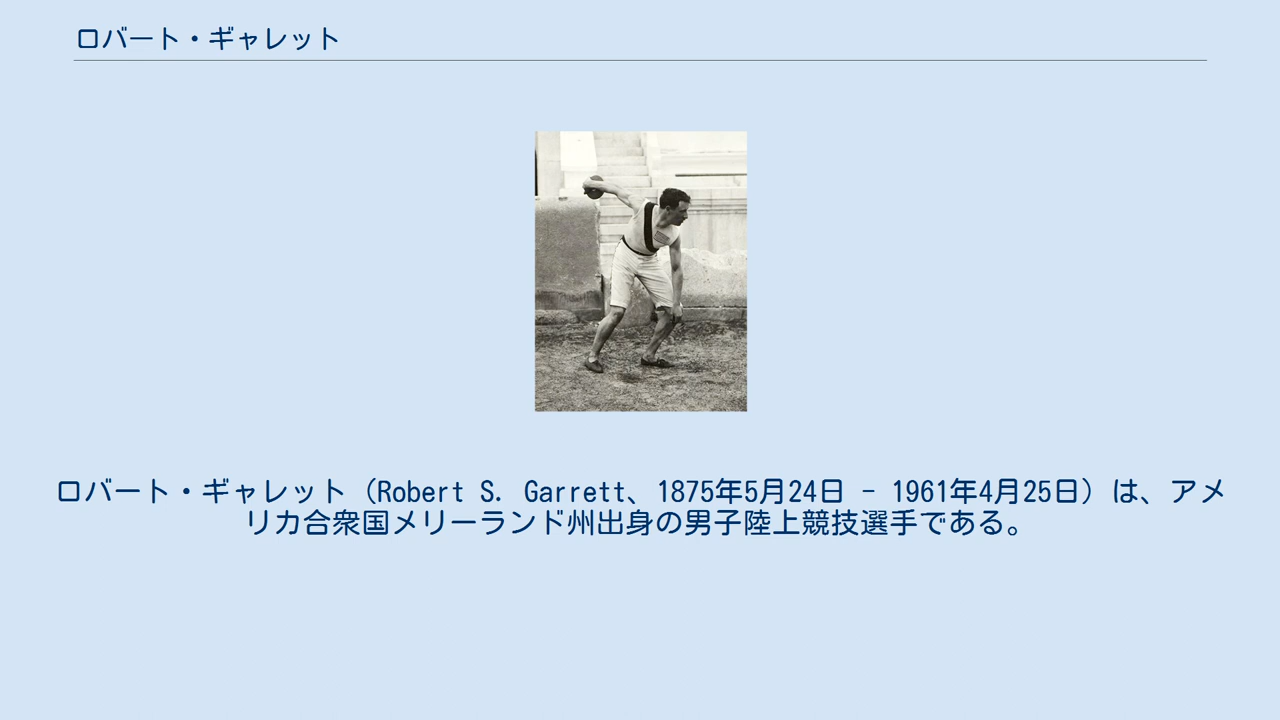 ロバート・ギャレット
ロバート・ギャレット（Robert S. Garrett、1875年5月24日 - 1961年4月25日）は、アメ
リカ合衆国メリーランド州出身の男子陸上競技選手である。